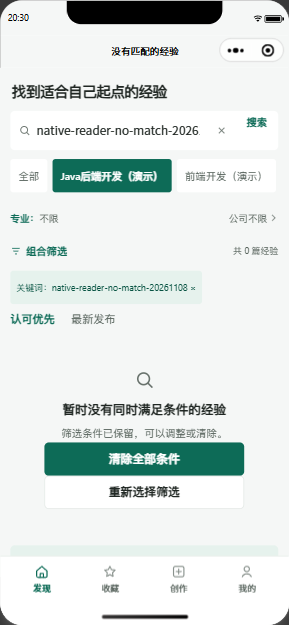 20:30
没有匹配的经验
找到适合自己起点的经验
native-reader-no-match-2026
×
搜索
全部
Java后端开发（演示）
前端开发（演示）
专业：不限
公司不限 >
组合筛选
共 0 篇经验
关键词：native-reader-no-match-20261108 ×
认可优先
最新发布
暂时没有同时满足条件的经验
筛选条件已保留，可以调整或清除。
清除全部条件
重新选择筛选
发现
收藏
创作
我的